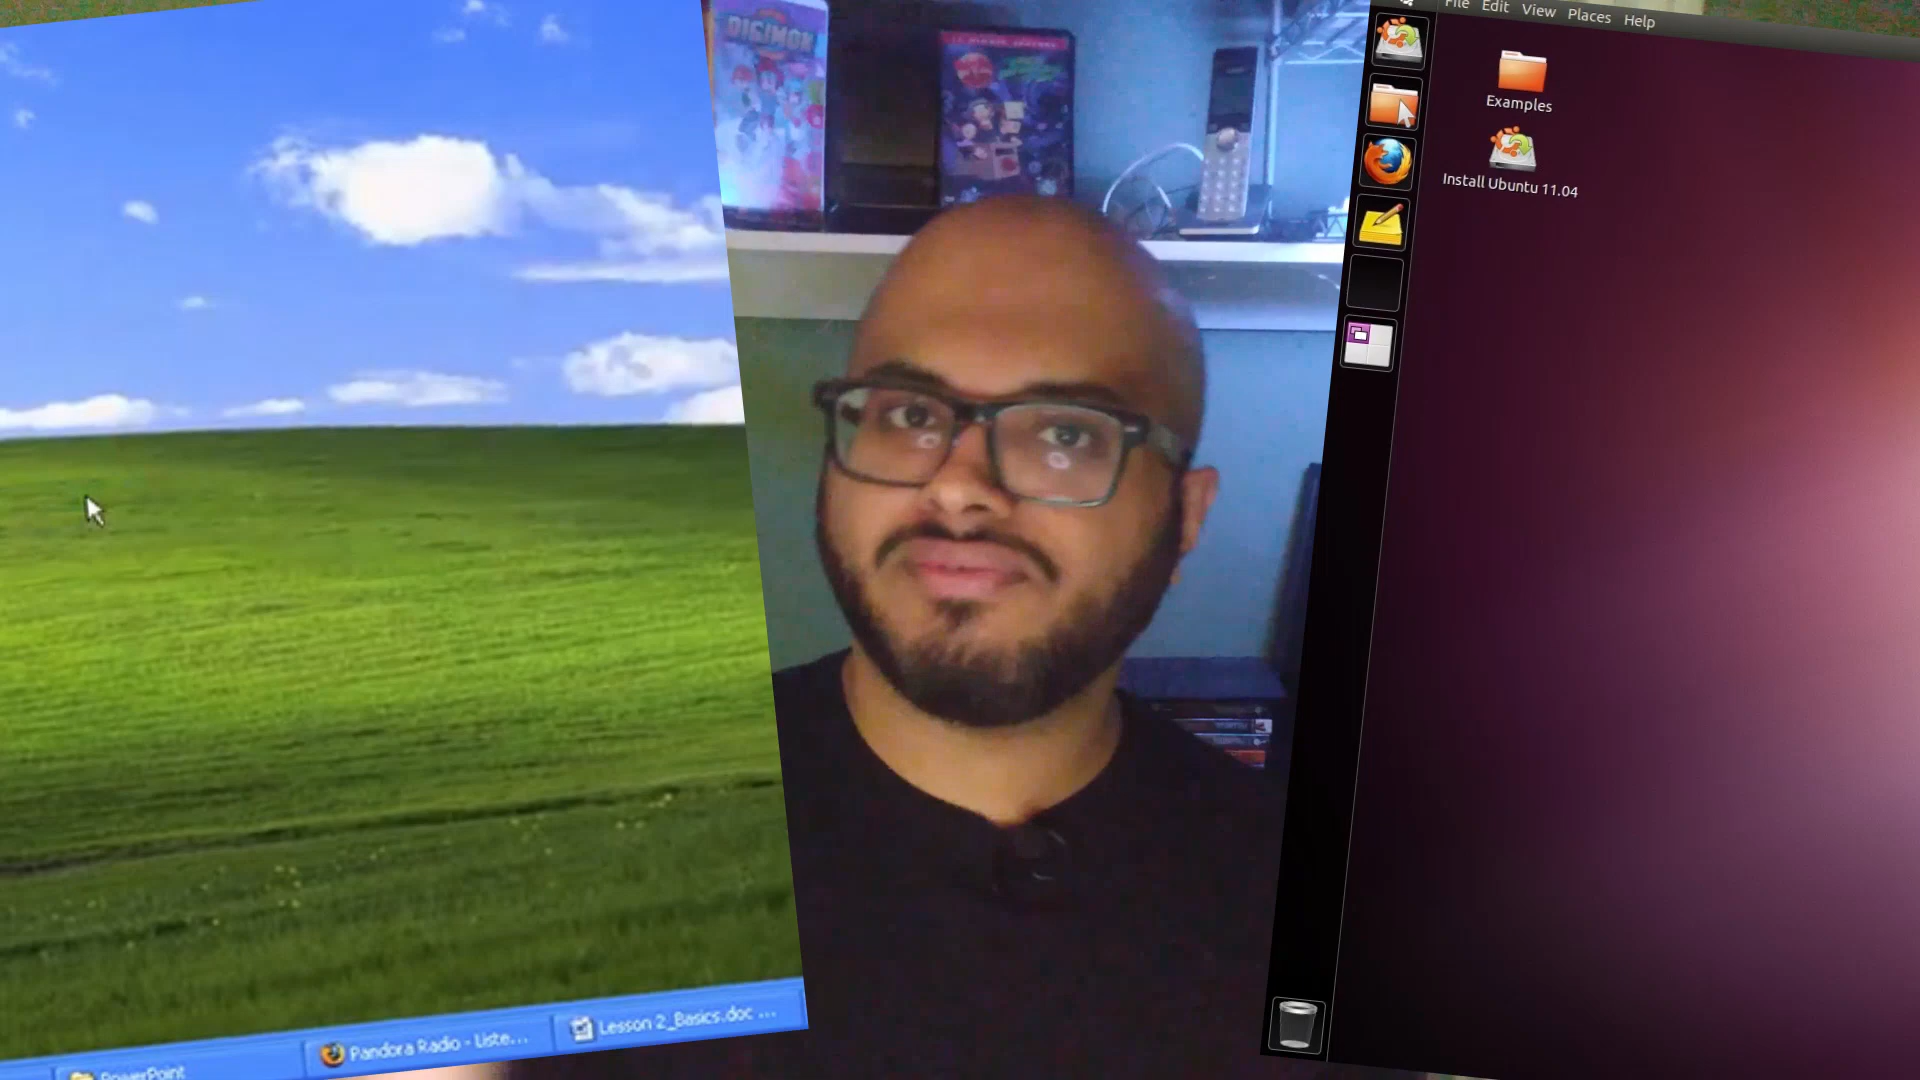 DIGIMON
File Edit View Places Help
Examples
Install Ubuntu 11.04
PowerPoint
Pandora Radio - Liste...
Lesson 2_Basics.doc ...